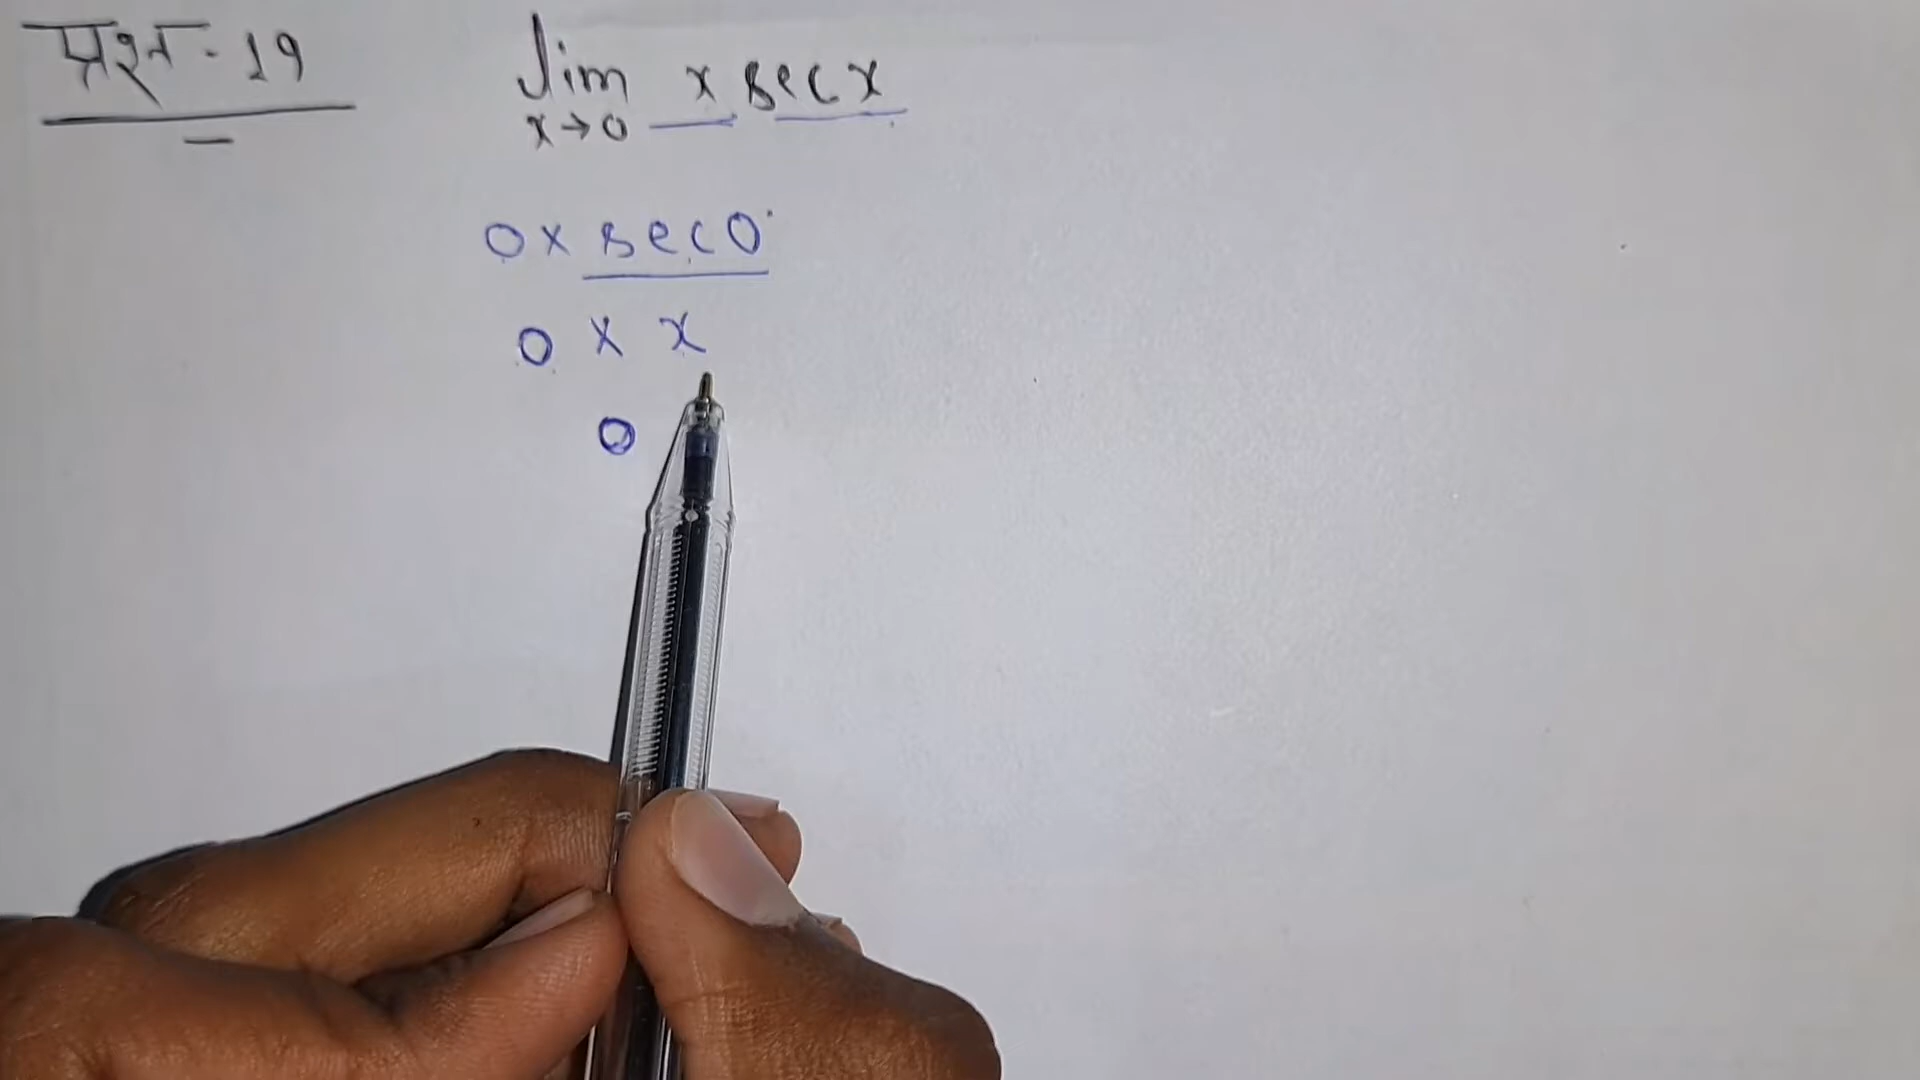 प्रश्न - 19
lim x sec x
x→0
0 × sec 0
0 × x
0